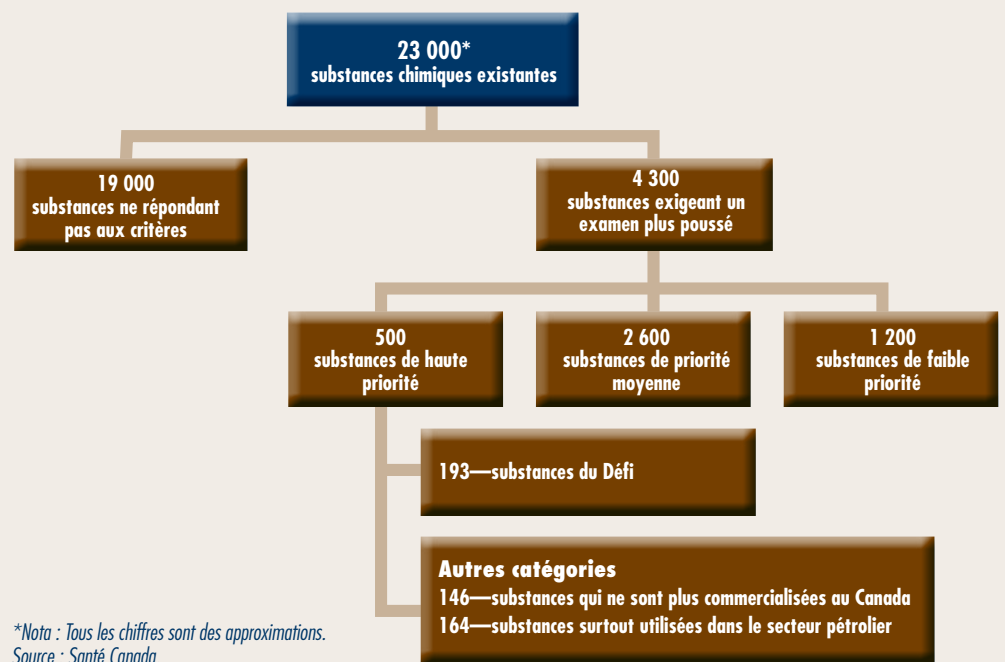 23 000*
substances chimiques existantes
19 000
substances ne répondant
pas aux critères
4 300
substances exigeant un
examen plus poussé
500
substances de haute
priorité
2 600
substances de priorité
moyenne
1 200
substances de faible
priorité
193—substances du Défi
Autres catégories
146—substances qui ne sont plus commercialisées au Canada
164—substances surtout utilisées dans le secteur pétrolier
*Nota : Tous les chiffres sont des approximations.
Source : Santé Canada